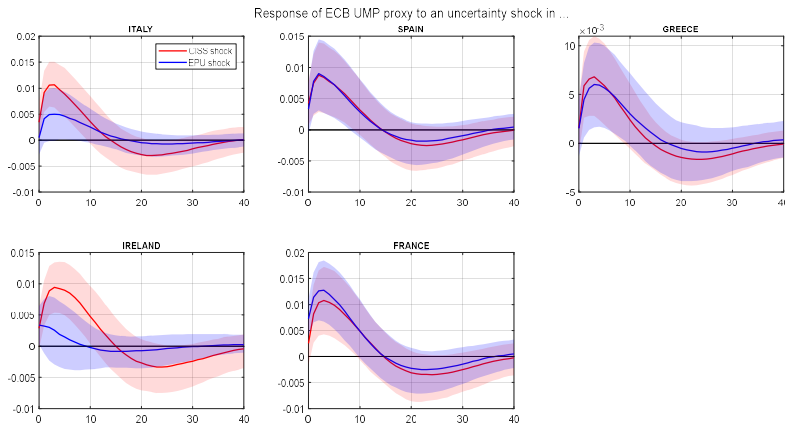 Response of ECB UMP proxy to an uncertainty shock in ...
ITALY
SPAIN
GREECE
0.02
0.015
0.01
0.005
0
-0.005
-0.01
0 10 20 30 40
CISS shock
EPU shock
0.015
0.01
0.005
0
-0.005
-0.01
0 10 20 30 40
×10⁻³
10
5
0
-5
0 10 20 30 40
IRELAND
FRANCE
0.015
0.01
0.005
0
-0.005
-0.01
0 10 20 30 40
0.02
0.015
0.01
0.005
0
-0.005
-0.01
0 10 20 30 40